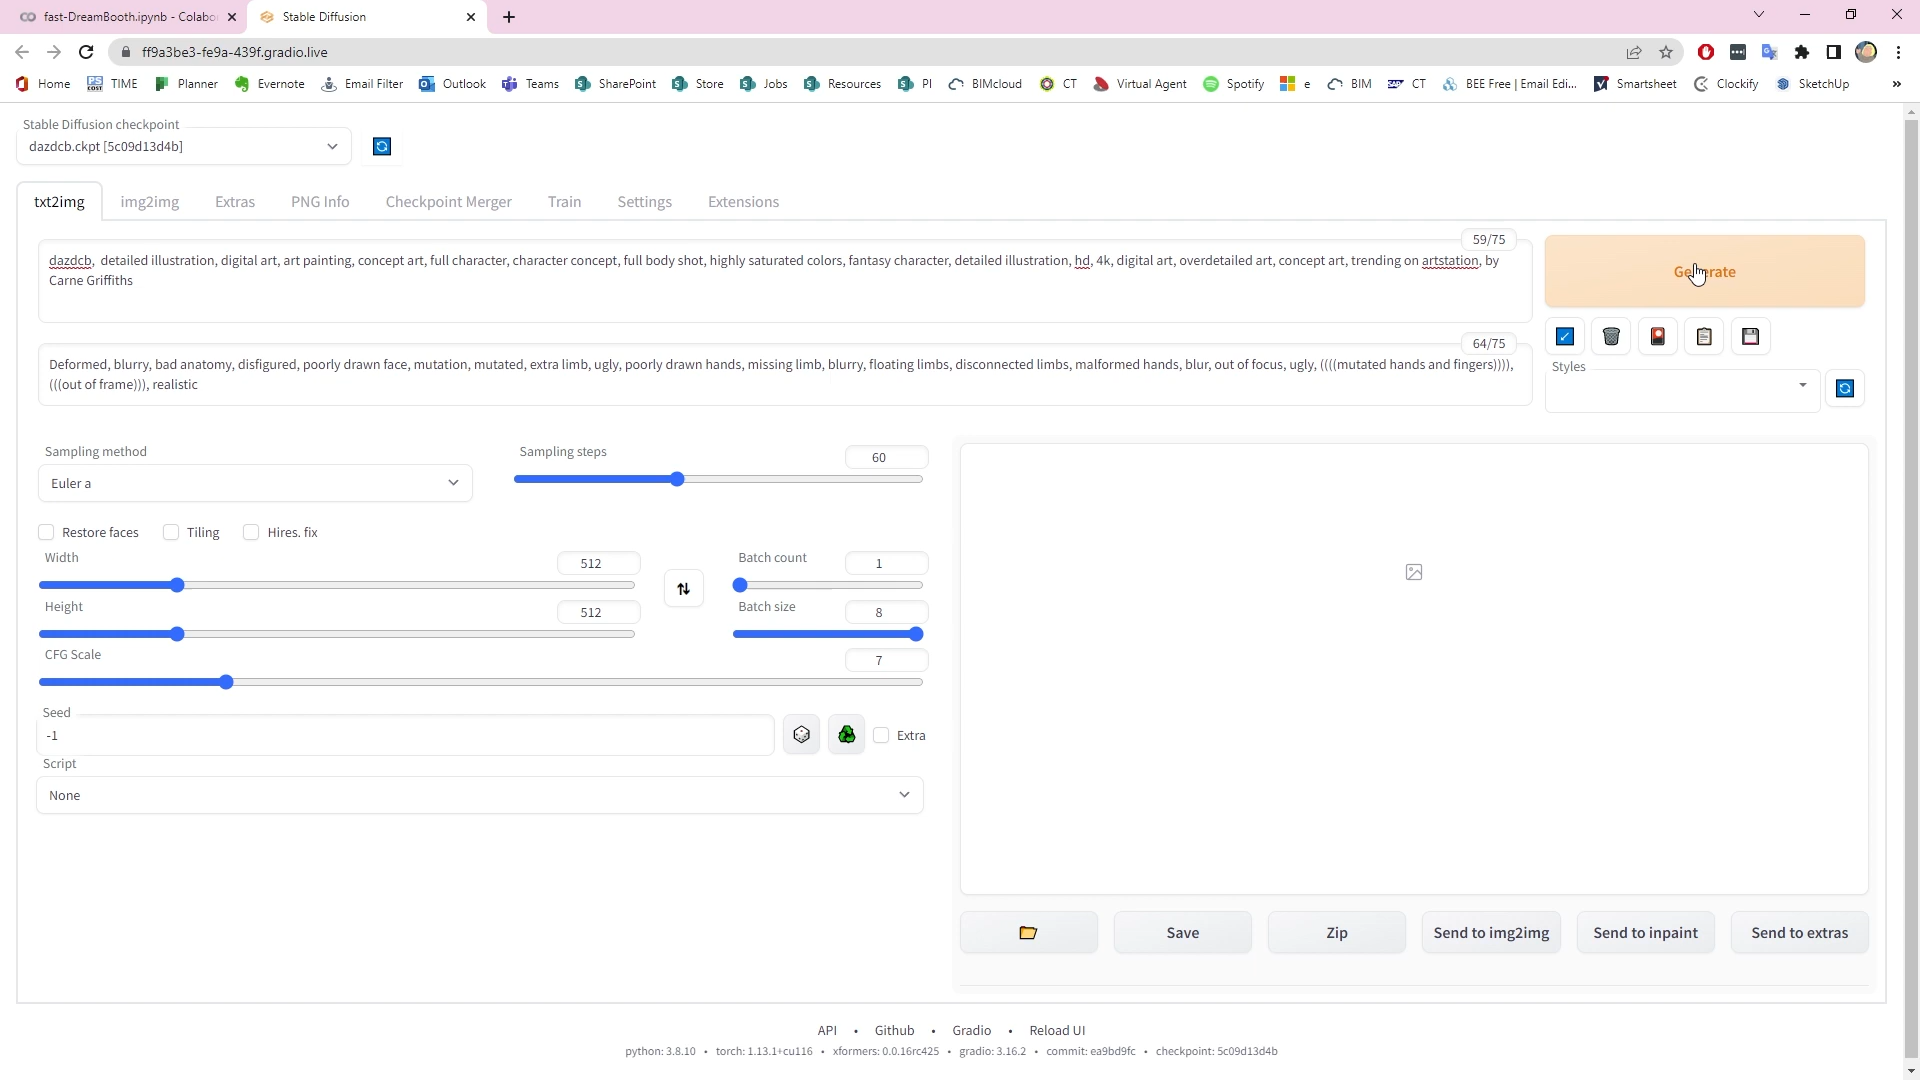 fast-DreamBooth.ipynb - Colabo
Stable Diffusion
ff9a3be3-fe9a-439f.gradio.live
Home
TIME
Planner
Evernote
Email Filter
Outlook
Teams
SharePoint
Store
Jobs
Resources
PI
BIMcloud
CT
Virtual Agent
Spotify
e
BIM
CT
BEE Free | Email Edi...
Smartsheet
Clockify
SketchUp
»
Stable Diffusion checkpoint
dazdcb.ckpt [5c09d13d4b]
txt2img
img2img
Extras
PNG Info
Checkpoint Merger
Train
Settings
Extensions
59/75
dazdcb, detailed illustration, digital art, art painting, concept art, full character, character concept, full body shot, highly saturated colors, fantasy character, detailed illustration, hd, 4k, digital art, overdetailed art, concept art, trending on artstation, by
Carne Griffiths
Generate
64/75
Deformed, blurry, bad anatomy, disfigured, poorly drawn face, mutation, mutated, extra limb, ugly, poorly drawn hands, missing limb, blurry, floating limbs, disconnected limbs, malformed hands, blur, out of focus, ugly, ((((mutated hands and fingers)))),
(((out of frame))), realistic
Styles
Sampling method
Euler a
Sampling steps
60
Restore faces
Tiling
Hires. fix
Width
512
Batch count
1
Height
512
Batch size
8
CFG Scale
7
Seed
-1
Extra
Script
None
Save
Zip
Send to img2img
Send to inpaint
Send to extras
API • Github • Gradio • Reload UI
python: 3.8.10 • torch: 1.13.1+cu116 • xformers: 0.0.16rc425 • gradio: 3.16.2 • commit: ea9bd9fc • checkpoint: 5c09d13d4b